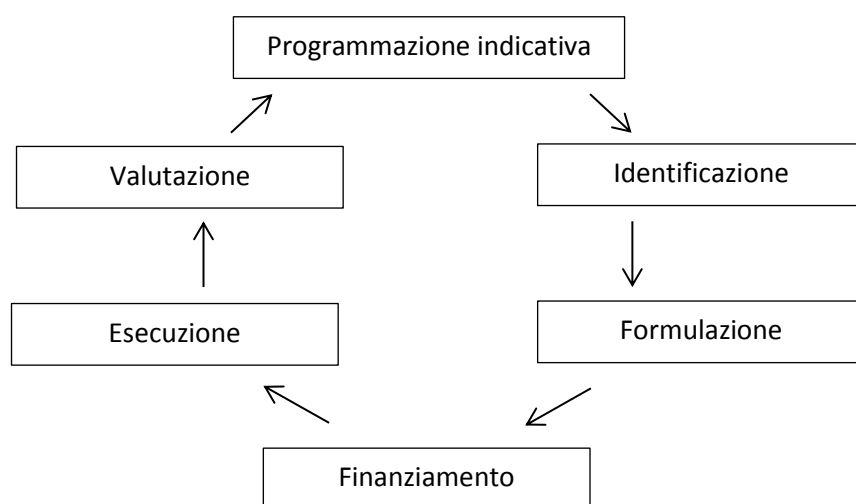 Programmazione indicativa
Identificazione
Formulazione
Finanziamento
Esecuzione
Valutazione